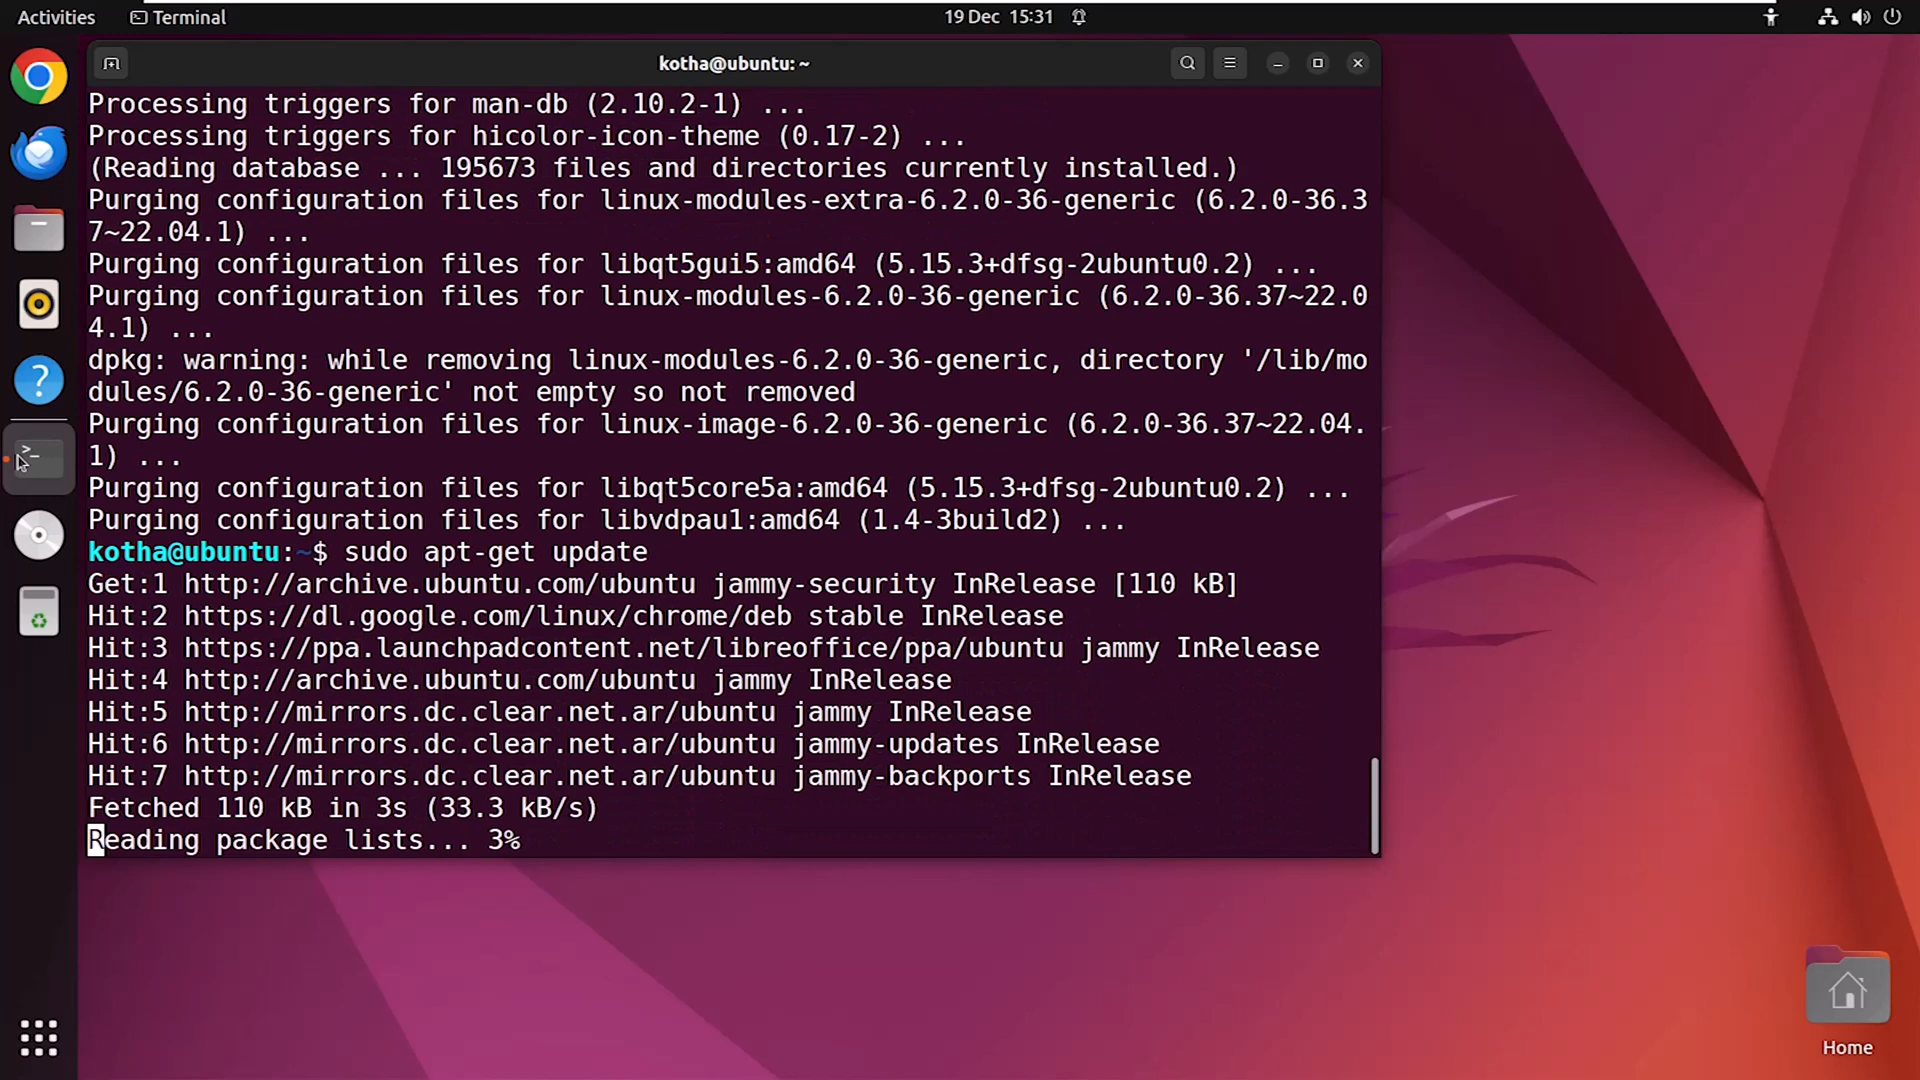 Activities Terminal 19 Dec 15:31
kotha@ubuntu: ~
Processing triggers for man-db (2.10.2-1) ...
Processing triggers for hicolor-icon-theme (0.17-2) ...
(Reading database ... 195673 files and directories currently installed.)
Purging configuration files for linux-modules-extra-6.2.0-36-generic (6.2.0-36.3
7~22.04.1) ...
Purging configuration files for libqt5gui5:amd64 (5.15.3+dfsg-2ubuntu0.2) ...
Purging configuration files for linux-modules-6.2.0-36-generic (6.2.0-36.37~22.0
4.1) ...
dpkg: warning: while removing linux-modules-6.2.0-36-generic, directory '/lib/mo
dules/6.2.0-36-generic' not empty so not removed
Purging configuration files for linux-image-6.2.0-36-generic (6.2.0-36.37~22.04.
1) ...
Purging configuration files for libqt5core5a:amd64 (5.15.3+dfsg-2ubuntu0.2) ...
Purging configuration files for libvdpau1:amd64 (1.4-3build2) ...
kotha@ubuntu:~$ sudo apt-get update
Get:1 http://archive.ubuntu.com/ubuntu jammy-security InRelease [110 kB]
Hit:2 https://dl.google.com/linux/chrome/deb stable InRelease
Hit:3 https://ppa.launchpadcontent.net/libreoffice/ppa/ubuntu jammy InRelease
Hit:4 http://archive.ubuntu.com/ubuntu jammy InRelease
Hit:5 http://mirrors.dc.clear.net.ar/ubuntu jammy InRelease
Hit:6 http://mirrors.dc.clear.net.ar/ubuntu jammy-updates InRelease
Hit:7 http://mirrors.dc.clear.net.ar/ubuntu jammy-backports InRelease
Fetched 110 kB in 3s (33.3 kB/s)
Reading package lists... 3%
Home